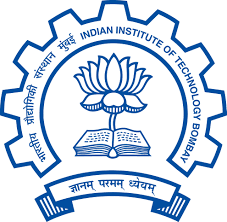 भारतीय प्रौद्योगिकी संस्थान मुंबई
INDIAN INSTITUTE OF TECHNOLOGY BOMBAY
ज्ञानम् परमम् ध्येयम्